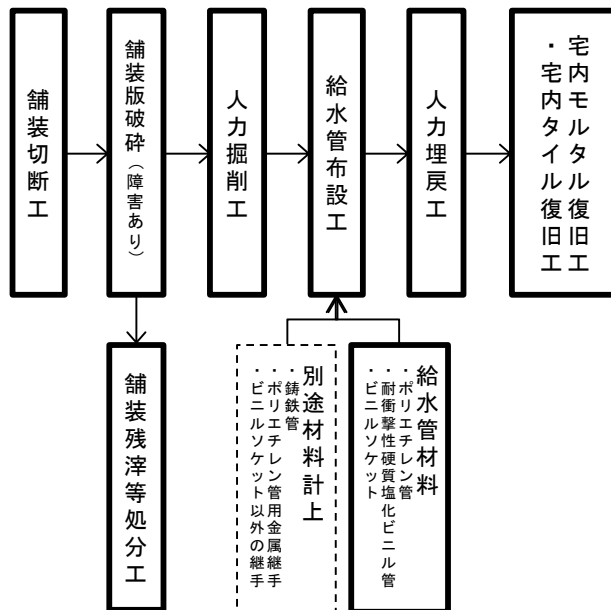 舗装切断工
舗装版破砕（障害あり）
人力掘削工
給水管布設工
人力埋戻工
宅内モルタル復旧工
・宅内タイル復旧工
舗装残滓等処分工
別途材料計上
・鋳鉄管
・ポリエチレン管用金属継手
・ビニルソケット以外の継手
給水管材料
・ポリエチレン管
・耐衝撃性硬質塩化ビニル管
・ビニルソケット